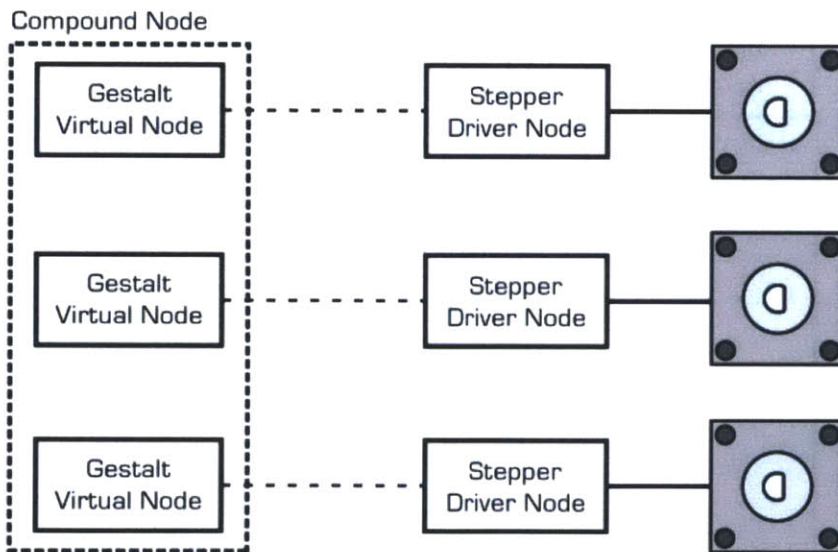 Compound Node
Gestalt
Virtual Node
Stepper
Driver Node
Gestalt
Virtual Node
Stepper
Driver Node
Gestalt
Virtual Node
Stepper
Driver Node